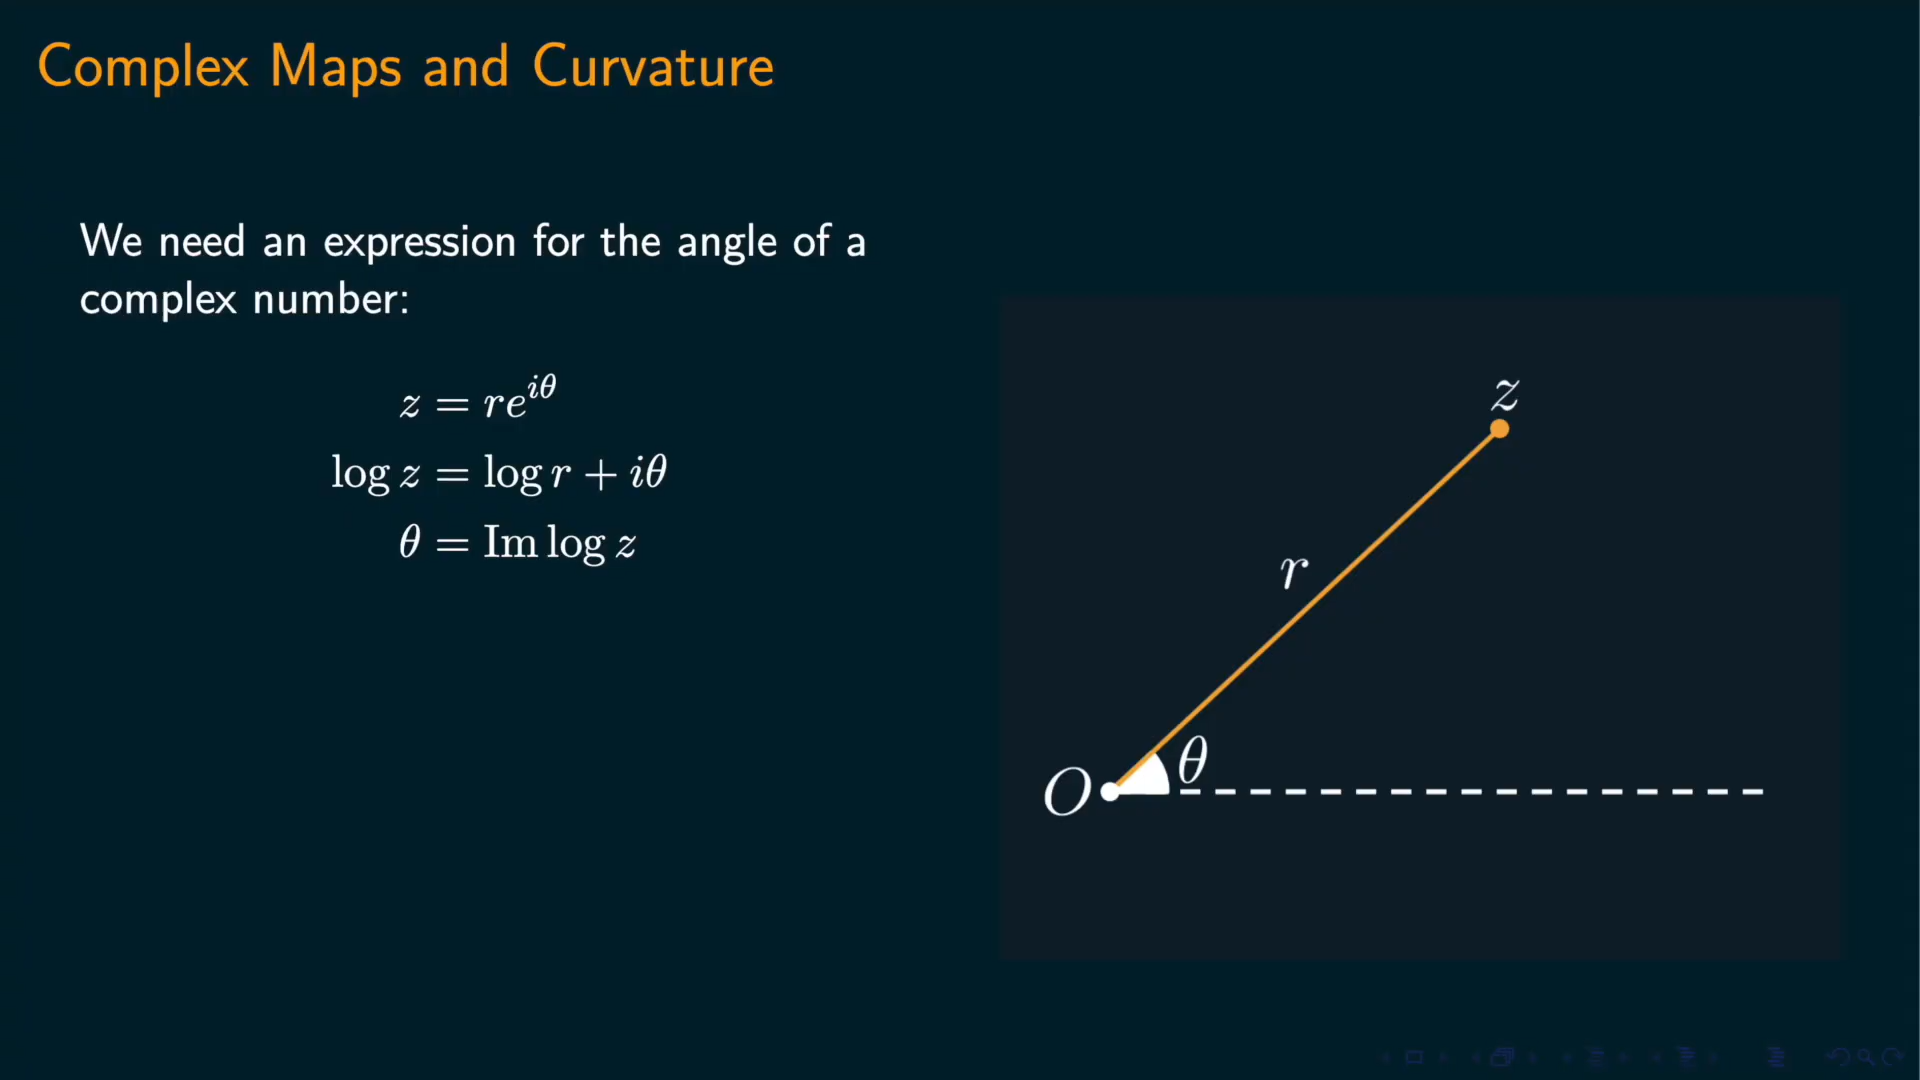 Complex Maps and Curvature
We need an expression for the angle of a
complex number:
z = re^{iθ}
log z = log r + iθ
θ = Im log z
z
r
θ
O